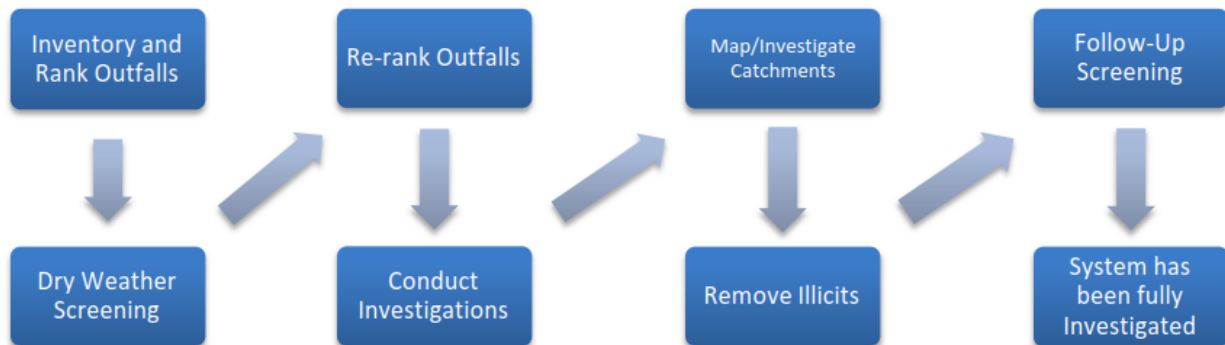 Inventory and
Rank Outfalls
Dry Weather
Screening
Re-rank Outfalls
Conduct
Investigations
Map/Investigate
Catchments
Remove Illicits
Follow-Up
Screening
System has
been fully
Investigated